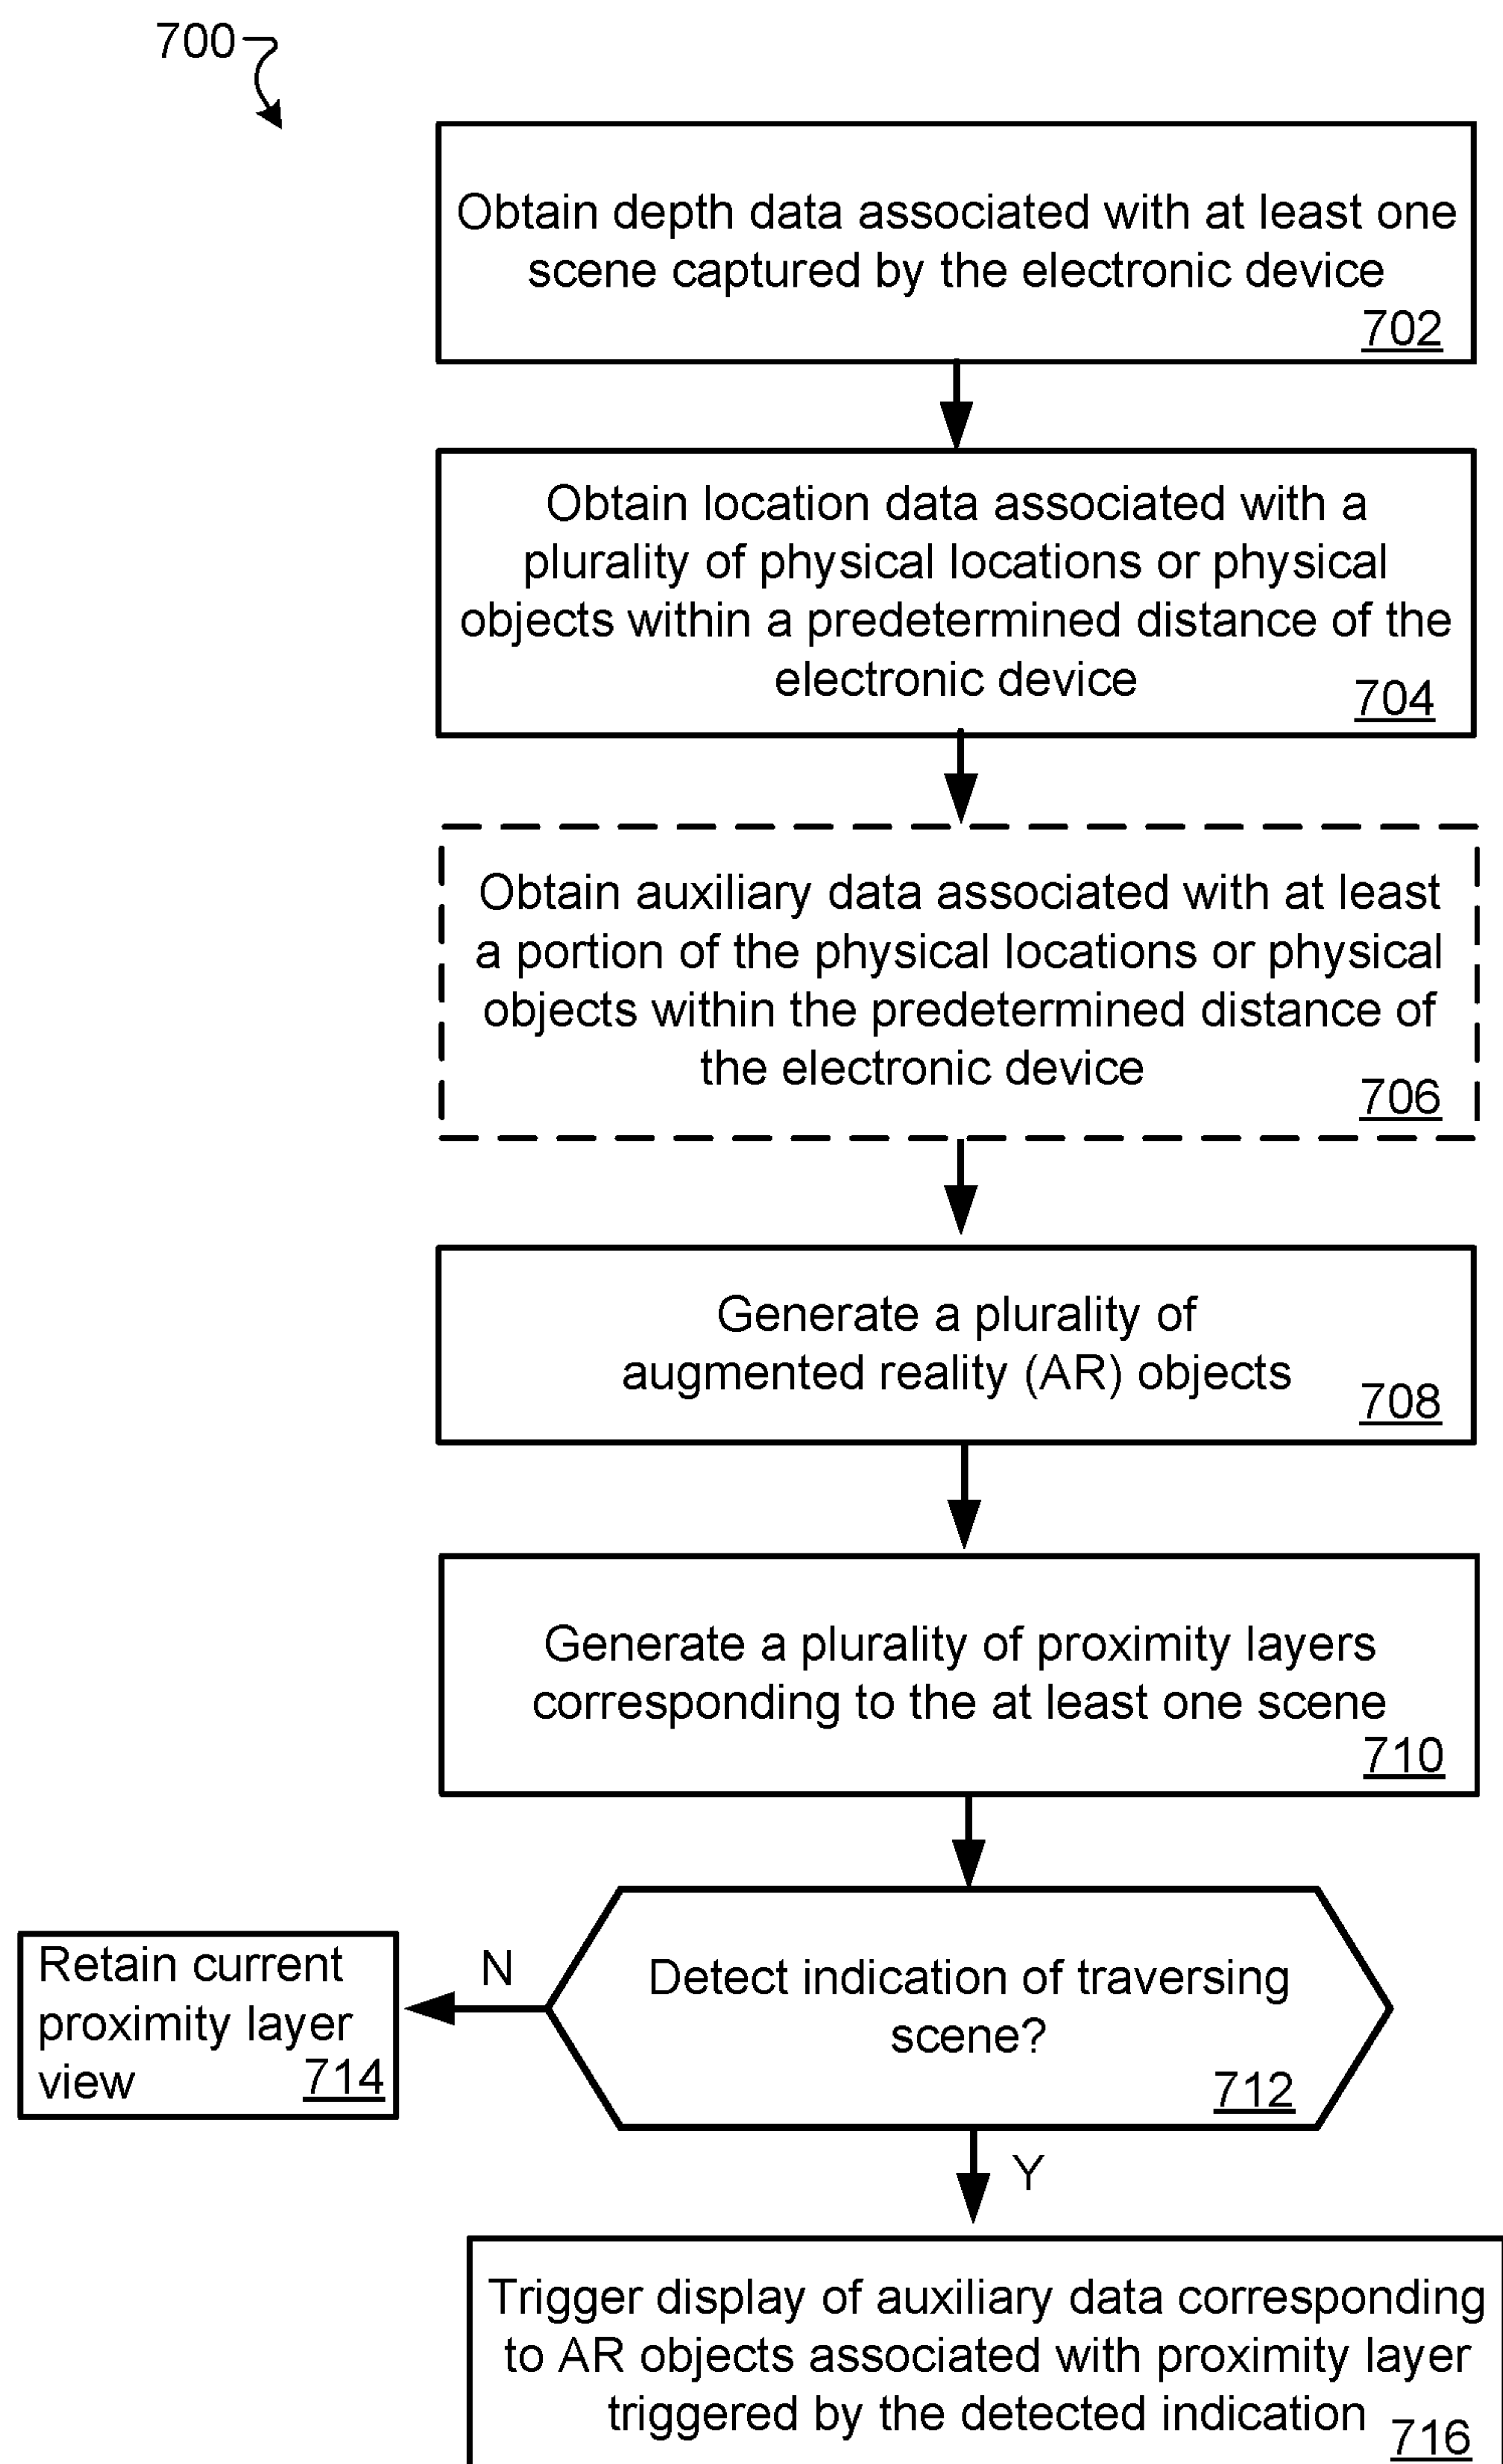 700
Obtain depth data associated with at least one
scene captured by the electronic device
702
Obtain location data associated with a
plurality of physical locations or physical
objects within a predetermined distance of the
electronic device
704
Obtain auxiliary data associated with at least
a portion of the physical locations or physical
objects within the predetermined distance of
the electronic device
706
Generate a plurality of
augmented reality (AR) objects
708
Generate a plurality of proximity layers
corresponding to the at least one scene
710
Detect indication of traversing
scene?
712
N
Retain current
proximity layer
view 714
Y
Trigger display of auxiliary data corresponding
to AR objects associated with proximity layer
triggered by the detected indication
716